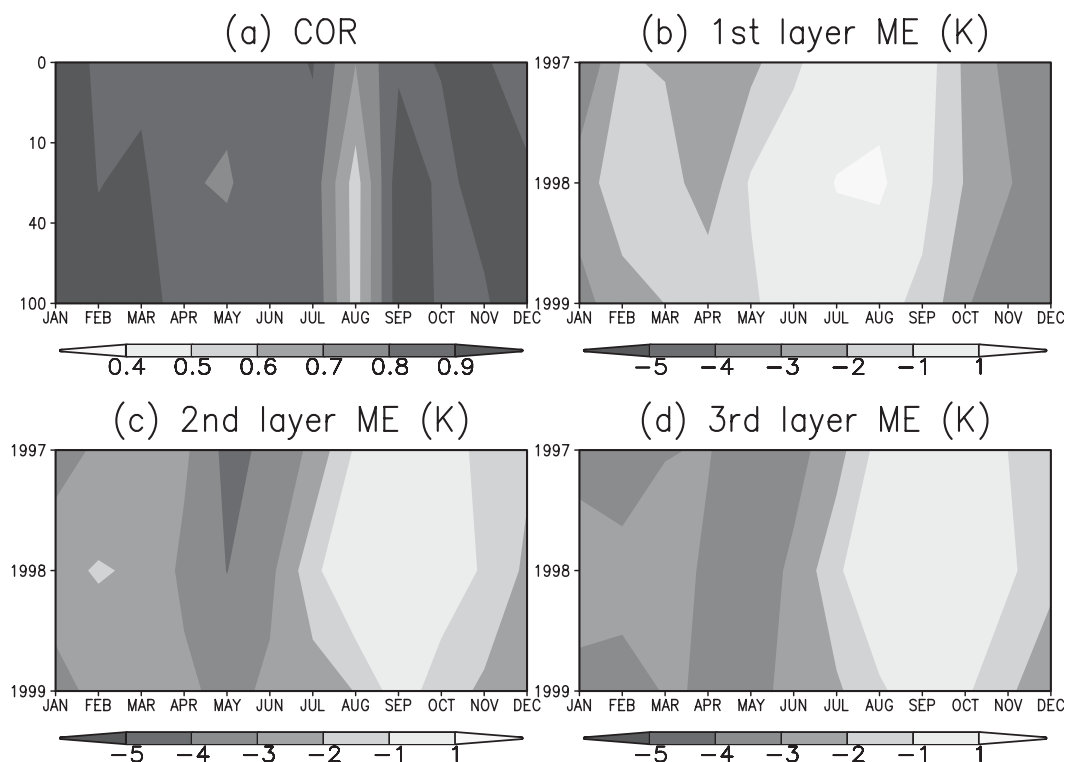 (a) COR
0
10
40
100
JAN FEB MAR APR MAY JUN JUL AUG SEP OCT NOV DEC
0.4 0.5 0.6 0.7 0.8 0.9
(b) 1st layer ME (K)
1997
1998
1999
JAN FEB MAR APR MAY JUN JUL AUG SEP OCT NOV DEC
−5 −4 −3 −2 −1 1
(c) 2nd layer ME (K)
1997
1998
1999
JAN FEB MAR APR MAY JUN JUL AUG SEP OCT NOV DEC
−5 −4 −3 −2 −1 1
(d) 3rd layer ME (K)
1997
1998
1999
JAN FEB MAR APR MAY JUN JUL AUG SEP OCT NOV DEC
−5 −4 −3 −2 −1 1